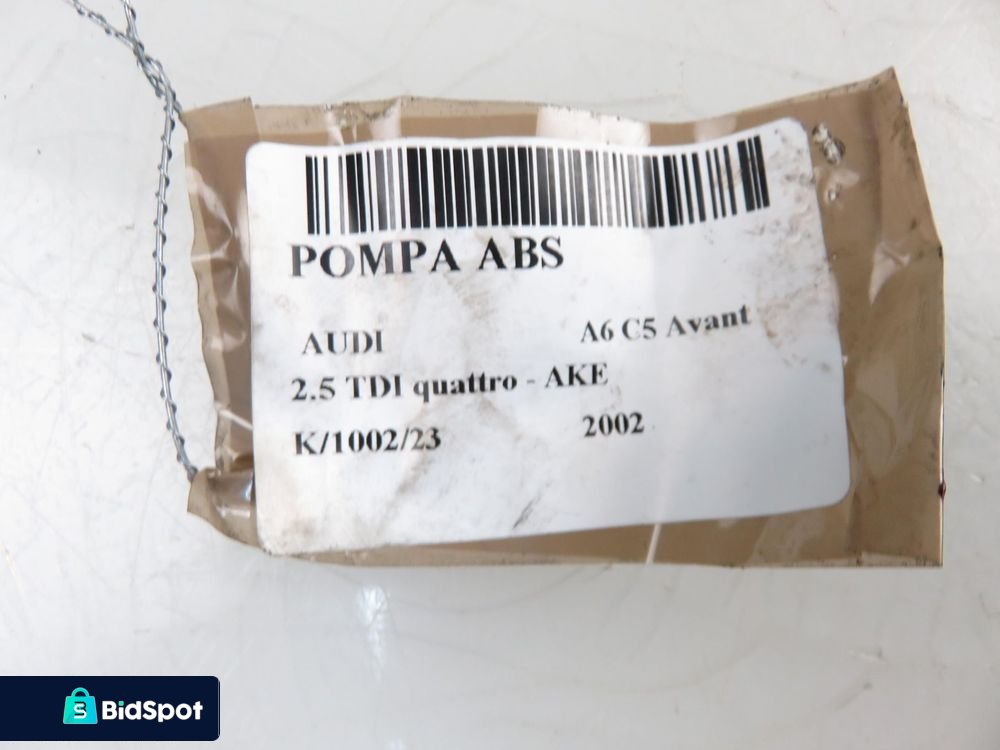 POMPA ABS
AUDI A6 C5 Avant
2.5 TDI quattro - AKE
K/1002/23 2002
S BidSpot